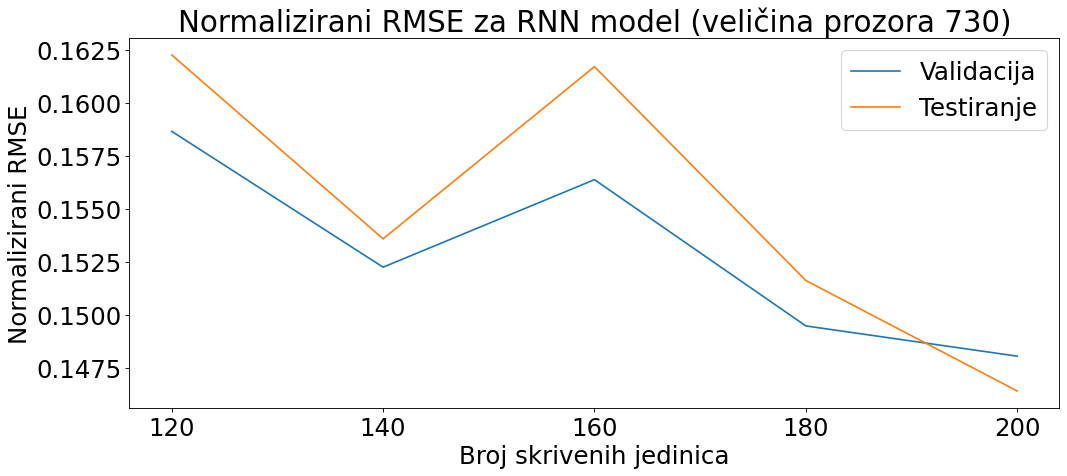 Normalizirani RMSE za RNN model (veličina prozora 730)
0.1625
0.1600
0.1575
0.1550
0.1525
0.1500
0.1475
Normalizirani RMSE
Validacija
Testiranje
120 140 160 180 200
Broj skrivenih jedinica